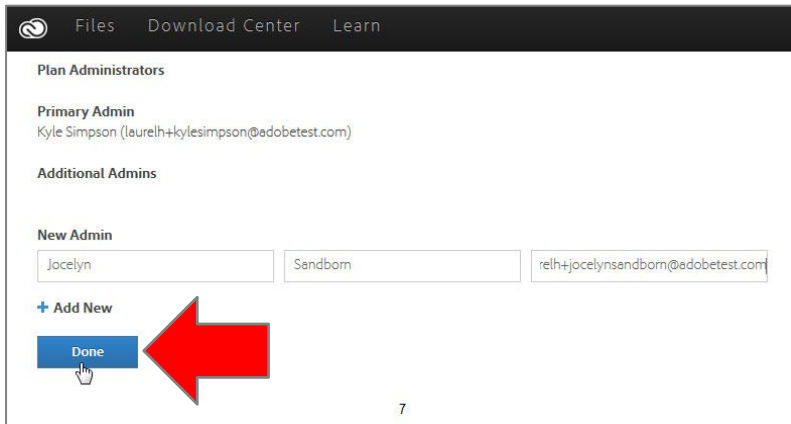 Files Download Center Learn
Plan Administrators
Primary Admin
Kyle Simpson (laurelh+kylesimpson@adobetest.com)
Additional Admins
New Admin
Jocelyn Sandborn relh+jocelynsandborn@adobetest.com
+ Add New
Done
7